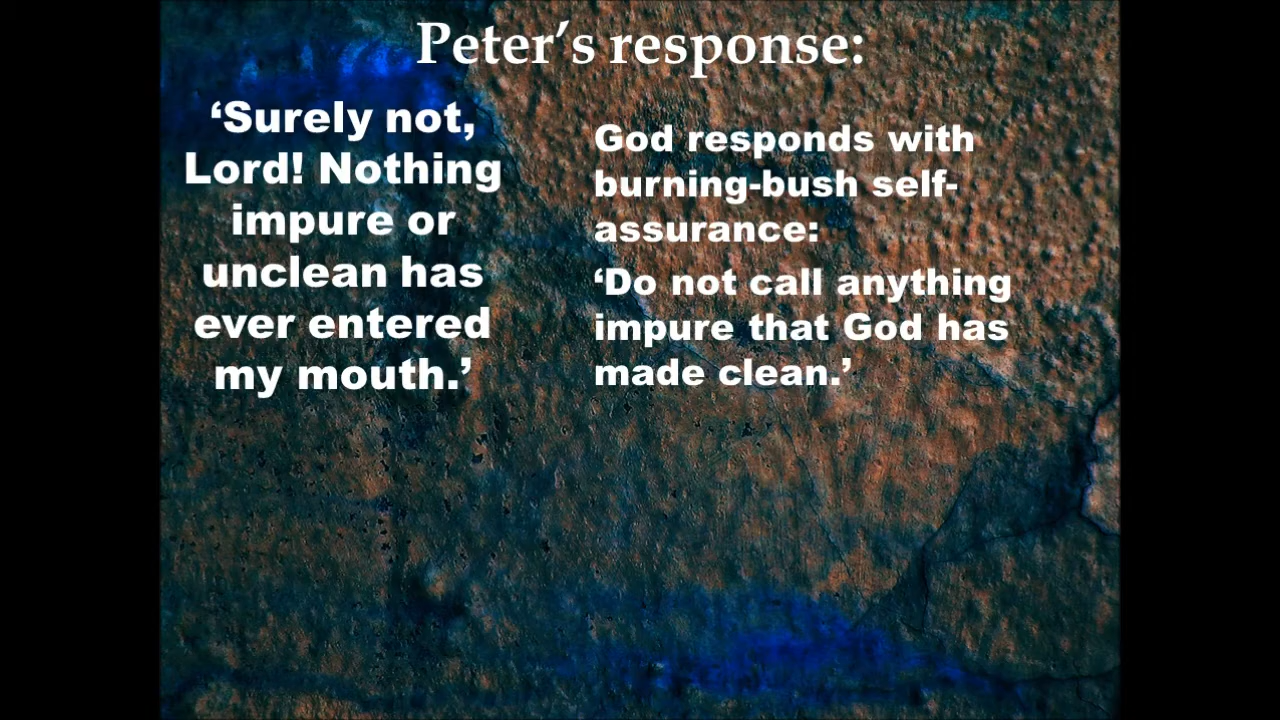 Peter’s response:
‘Surely not,
Lord! Nothing
impure or
unclean has
ever entered
my mouth.’
God responds with
burning-bush self-
assurance:
‘Do not call anything
impure that God has
made clean.’